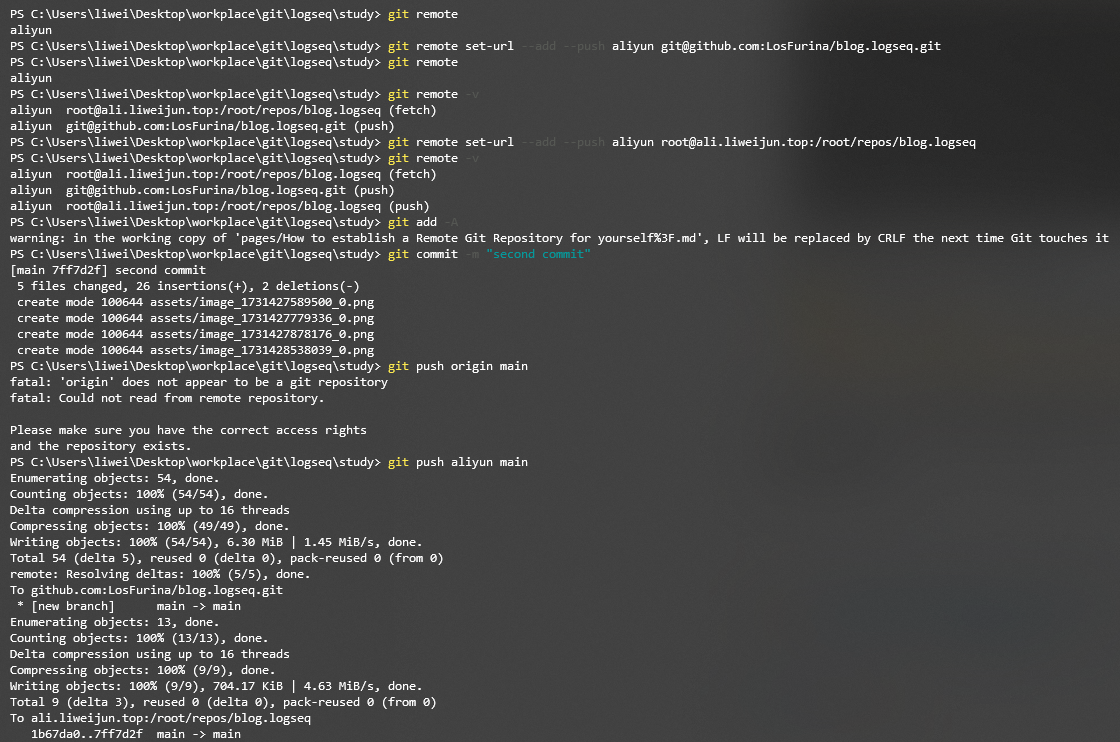 PS C:\Users\liwei\Desktop\workplace\git\logseq\study> git remote
aliyun
PS C:\Users\liwei\Desktop\workplace\git\logseq\study> git remote set-url --add --push aliyun git@github.com:LosFurina/blog.logseq.git
PS C:\Users\liwei\Desktop\workplace\git\logseq\study> git remote
aliyun
PS C:\Users\liwei\Desktop\workplace\git\logseq\study> git remote -v
aliyun  root@ali.liweijun.top:/root/repos/blog.logseq (fetch)
aliyun  git@github.com:LosFurina/blog.logseq.git (push)
PS C:\Users\liwei\Desktop\workplace\git\logseq\study> git remote set-url --add --push aliyun root@ali.liweijun.top:/root/repos/blog.logseq
PS C:\Users\liwei\Desktop\workplace\git\logseq\study> git remote -v
aliyun  root@ali.liweijun.top:/root/repos/blog.logseq (fetch)
aliyun  git@github.com:LosFurina/blog.logseq.git (push)
aliyun  root@ali.liweijun.top:/root/repos/blog.logseq (push)
PS C:\Users\liwei\Desktop\workplace\git\logseq\study> git add -A
warning: in the working copy of 'pages/How to establish a Remote Git Repository for yourself%3F.md', LF will be replaced by CRLF the next time Git touches it
PS C:\Users\liwei\Desktop\workplace\git\logseq\study> git commit -m "second commit"
[main 7ff7d2f] second commit
 5 files changed, 26 insertions(+), 2 deletions(-)
 create mode 100644 assets/image_1731427589500_0.png
 create mode 100644 assets/image_1731427779336_0.png
 create mode 100644 assets/image_1731427878176_0.png
 create mode 100644 assets/image_1731428538039_0.png
PS C:\Users\liwei\Desktop\workplace\git\logseq\study> git push origin main
fatal: 'origin' does not appear to be a git repository
fatal: Could not read from remote repository.

Please make sure you have the correct access rights
and the repository exists.
PS C:\Users\liwei\Desktop\workplace\git\logseq\study> git push aliyun main
Enumerating objects: 54, done.
Counting objects: 100% (54/54), done.
Delta compression using up to 16 threads
Compressing objects: 100% (49/49), done.
Writing objects: 100% (54/54), 6.30 MiB | 1.45 MiB/s, done.
Total 54 (delta 5), reused 0 (delta 0), pack-reused 0 (from 0)
remote: Resolving deltas: 100% (5/5), done.
To github.com:LosFurina/blog.logseq.git
 * [new branch]      main -> main
Enumerating objects: 13, done.
Counting objects: 100% (13/13), done.
Delta compression using up to 16 threads
Compressing objects: 100% (9/9), done.
Writing objects: 100% (9/9), 704.17 KiB | 4.63 MiB/s, done.
Total 9 (delta 3), reused 0 (delta 0), pack-reused 0 (from 0)
To ali.liweijun.top:/root/repos/blog.logseq
   1b67da0..7ff7d2f  main -> main